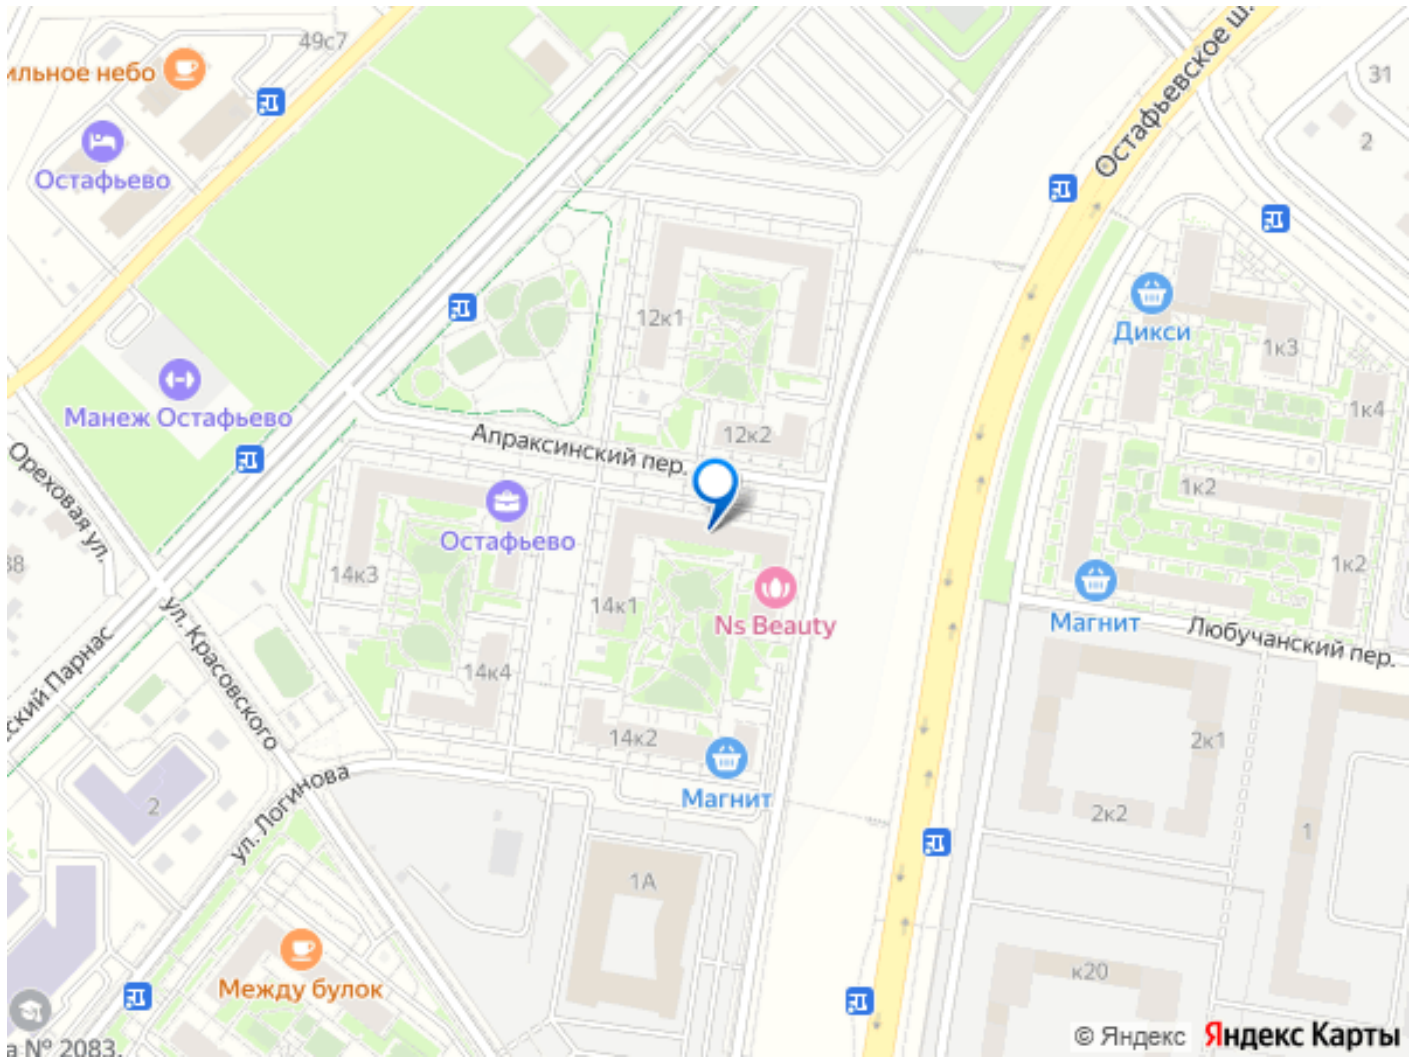 49с7
ильное небо
Остафьево
Остафьевское ш.
31
2
12к1
Дикси
1к3
1к4
Манеж Остафьево
Апраксинский пер.
12к2
Ореховая ул.
1к2
Остафьево
38
14к3
14к1
1к2
Ns Beauty
Магнит
Любучанский пер.
ский Парнас
ул. Красовского
14к4
14к2
2к1
Магнит
2
ул. Логинова
2к2
1
1А
к20
Между булок
а № 2083,
© Яндекс
Яндекс Карты